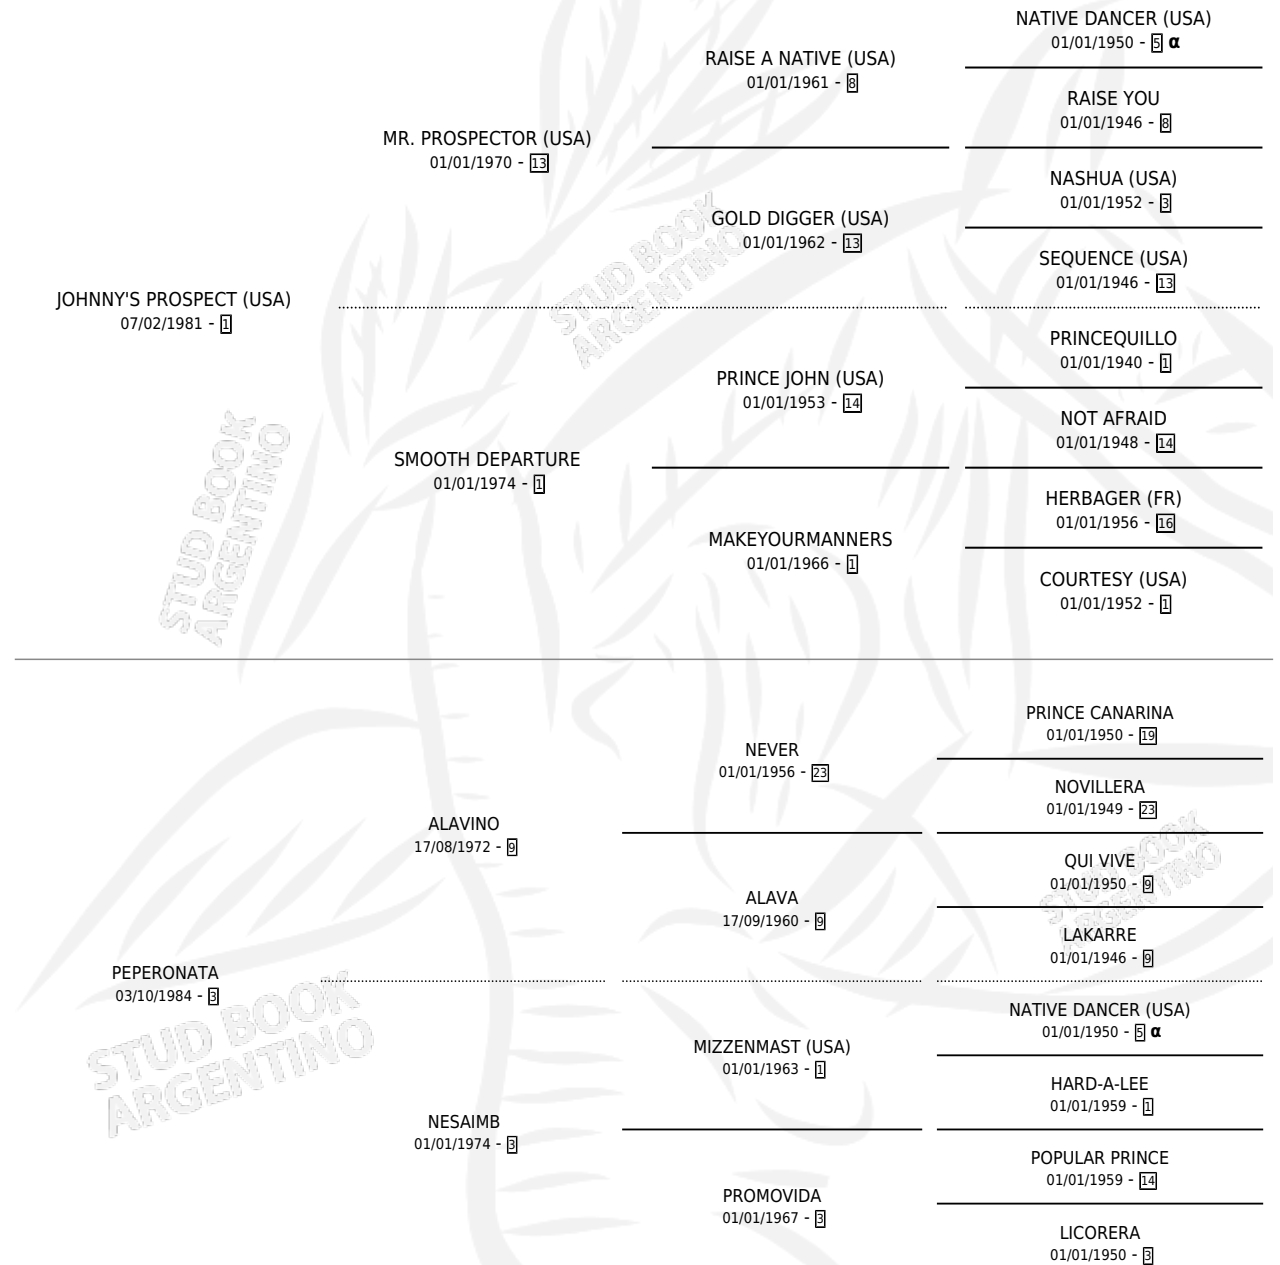 NATIVE DANCER (USA)
01/01/1950 - 5 α
RAISE A NATIVE (USA)
01/01/1961 - 8
RAISE YOU
01/01/1946 - 8
MR. PROSPECTOR (USA)
01/01/1970 - 13
NASHUA (USA)
01/01/1952 - 3
GOLD DIGGER (USA)
01/01/1962 - 13
SEQUENCE (USA)
01/01/1946 - 13
JOHNNY'S PROSPECT (USA)
07/02/1981 - 1
PRINCEQUILLO
01/01/1940 - 1
PRINCE JOHN (USA)
01/01/1953 - 14
NOT AFRAID
01/01/1948 - 14
SMOOTH DEPARTURE
01/01/1974 - 1
HERBAGER (FR)
01/01/1956 - 16
MAKEYOURMANNERS
01/01/1966 - 1
COURTESY (USA)
01/01/1952 - 1
PRINCE CANARINA
01/01/1950 - 19
NEVER
01/01/1956 - 23
NOVILLERA
01/01/1949 - 23
ALAVINO
17/08/1972 - 9
QUI VIVE
01/01/1950 - 9
ALAVA
17/09/1960 - 9
LAKARRE
01/01/1946 - 9
PEPERONATA
03/10/1984 - 3
NATIVE DANCER (USA)
01/01/1950 - 5 α
MIZZENMAST (USA)
01/01/1963 - 1
HARD-A-LEE
01/01/1959 - 1
NESAIMB
01/01/1974 - 3
POPULAR PRINCE
01/01/1959 - 14
PROMOVIDA
01/01/1967 - 3
LICORERA
01/01/1950 - 3
STUD BOOK
ARGENTINO
STUD BOOK
ARGENTINO
STUD BOOK
ARGENTINO
STUD BOOK
ARGENTINO